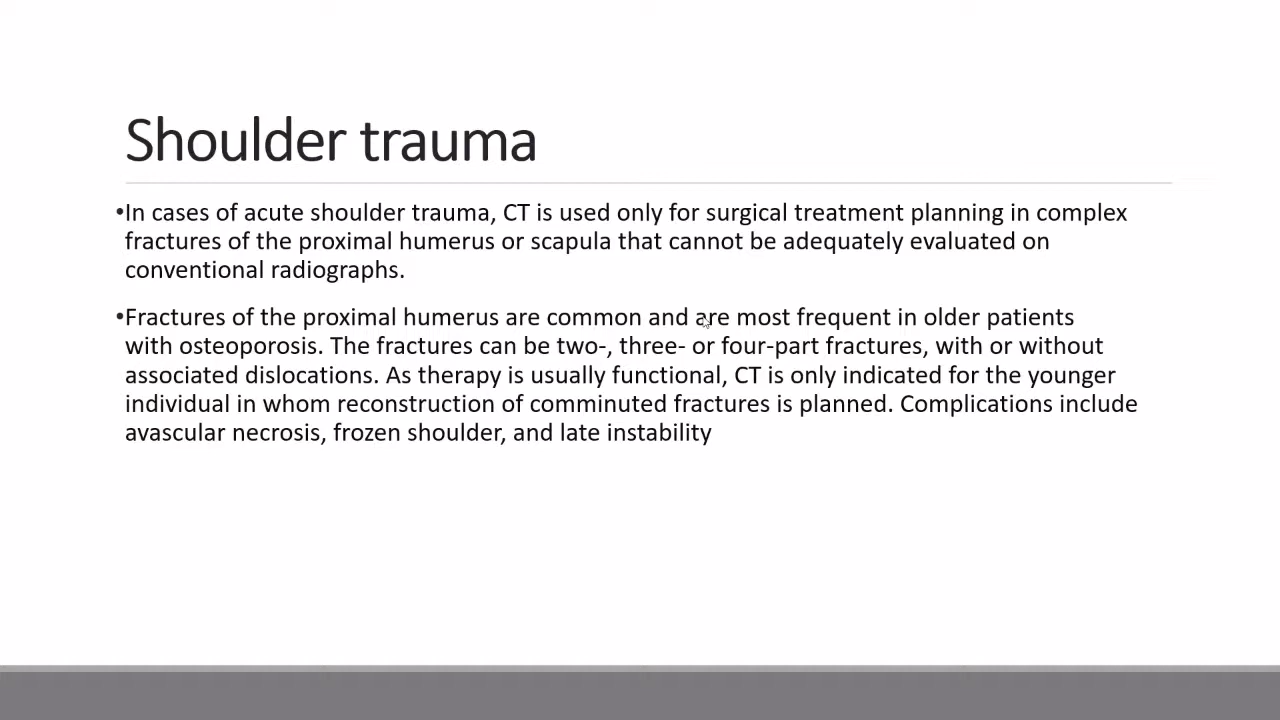 Shoulder trauma
•In cases of acute shoulder trauma, CT is used only for surgical treatment planning in complex
fractures of the proximal humerus or scapula that cannot be adequately evaluated on
conventional radiographs.
•Fractures of the proximal humerus are common and are most frequent in older patients
with osteoporosis. The fractures can be two-, three- or four-part fractures, with or without
associated dislocations. As therapy is usually functional, CT is only indicated for the younger
individual in whom reconstruction of comminuted fractures is planned. Complications include
avascular necrosis, frozen shoulder, and late instability